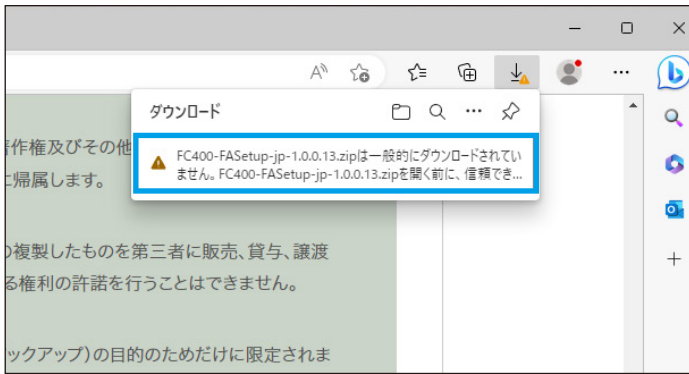 A
ダウンロード
FC400-FASetup-jp-1.0.0.13.zipは一般的にダウンロードされてい
ません。FC400-FASetup-jp-1.0.0.13.zipを開く前に、信頼でき...
作権及びその他
帰属します。
複製したものを第三者に販売、貸与、譲渡
る権利の許諾を行うことはできません。
ックアップ)の目的のためだけに限定されま